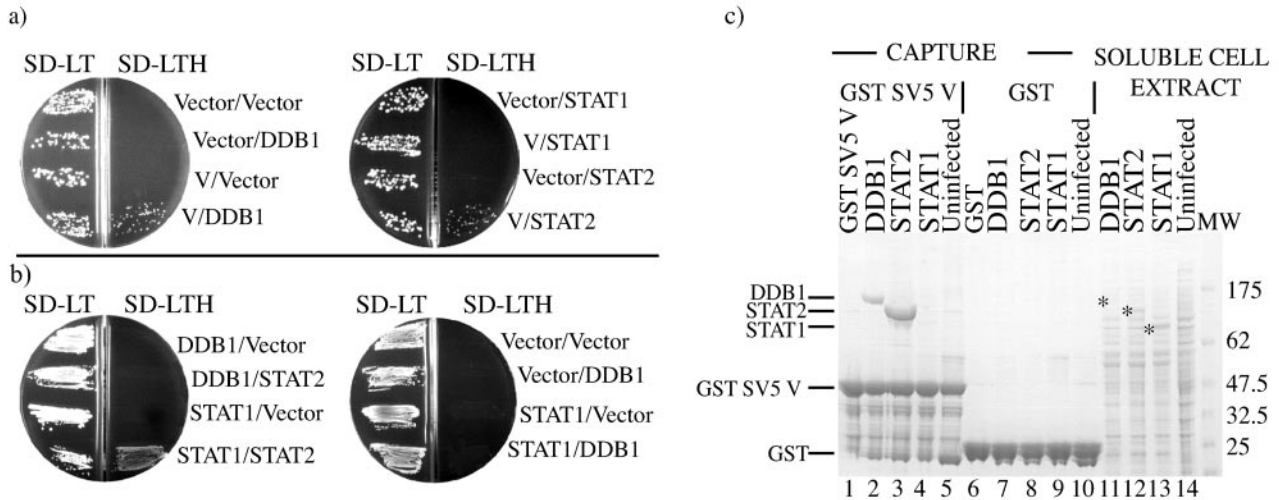 a)
SD-LT SD-LTH
Vector/Vector
Vector/DDB1
V/Vector
V/DDB1
SD-LT SD-LTH
Vector/STAT1
V/STAT1
Vector/STAT2
V/STAT2
b)
SD-LT SD-LTH
DDB1/Vector
DDB1/STAT2
STAT1/Vector
STAT1/STAT2
SD-LT SD-LTH
Vector/Vector
Vector/DDB1
STAT1/Vector
STAT1/DDB1
c)
CAPTURE
SOLUBLE CELL
EXTRACT
GST SV5 V
GST
GST SV5 V
DDB1
STAT2
STAT1
Uninfected
GST
DDB1
STAT2
STAT1
Uninfected
DDB1
STAT2
STAT1
Uninfected
MW
DDB1
STAT2
STAT1
GST SV5 V
GST
* * *
175
62
47.5
32.5
25
1 2 3 4 5 6 7 8 9 10 11 12 13 14